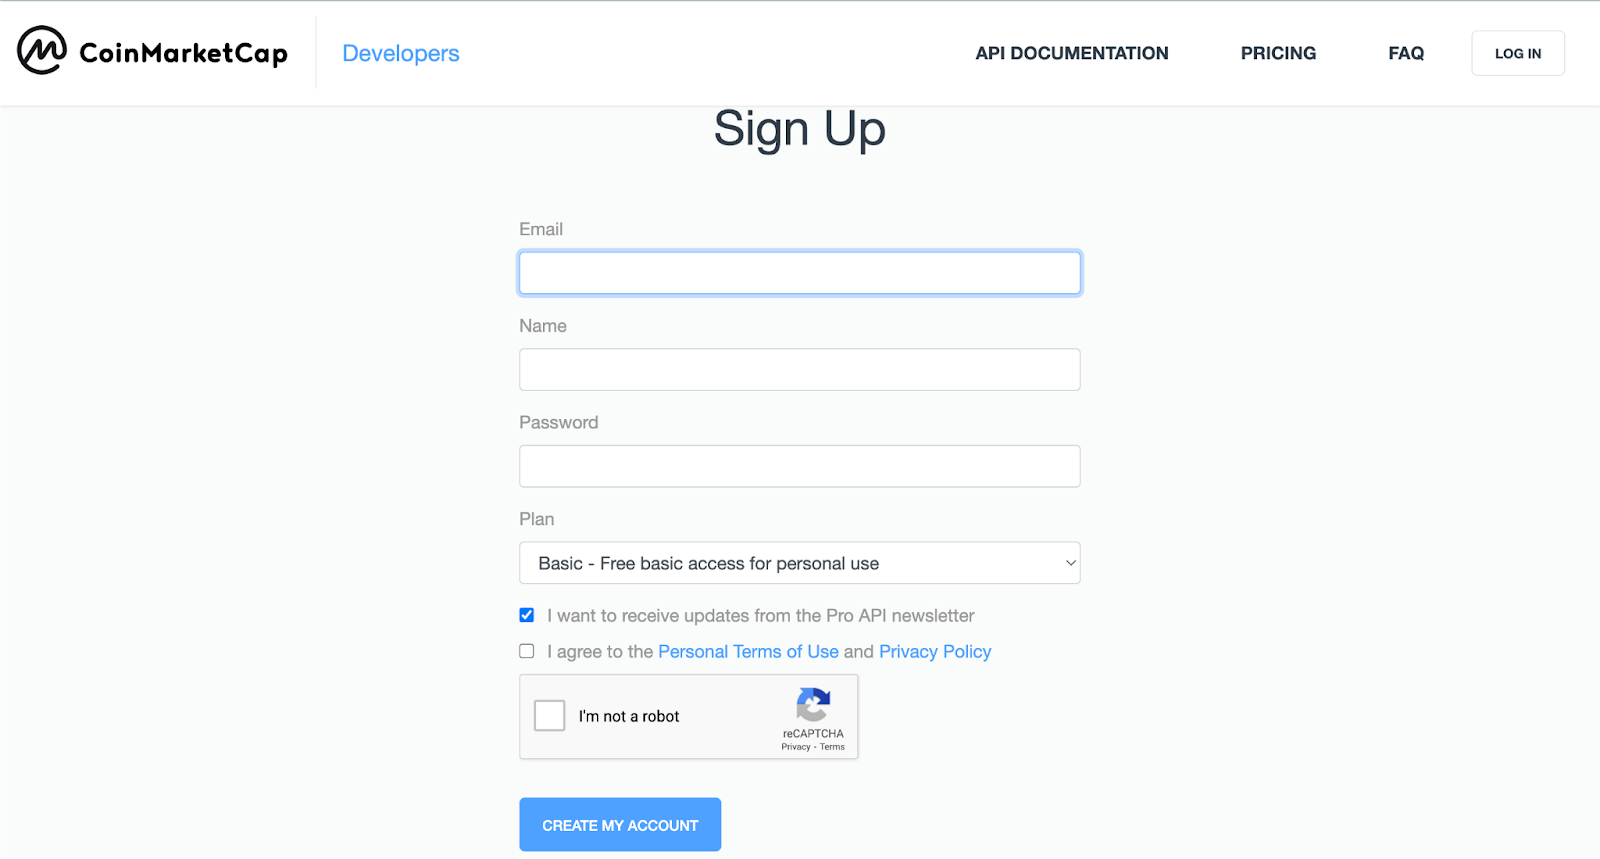 CoinMarketCap Developers API DOCUMENTATION PRICING FAQ LOG IN
Sign Up
Email
Name
Password
Plan
Basic - Free basic access for personal use
I want to receive updates from the Pro API newsletter
I agree to the Personal Terms of Use and Privacy Policy
I'm not a robot
reCAPTCHA
Privacy - Terms
CREATE MY ACCOUNT